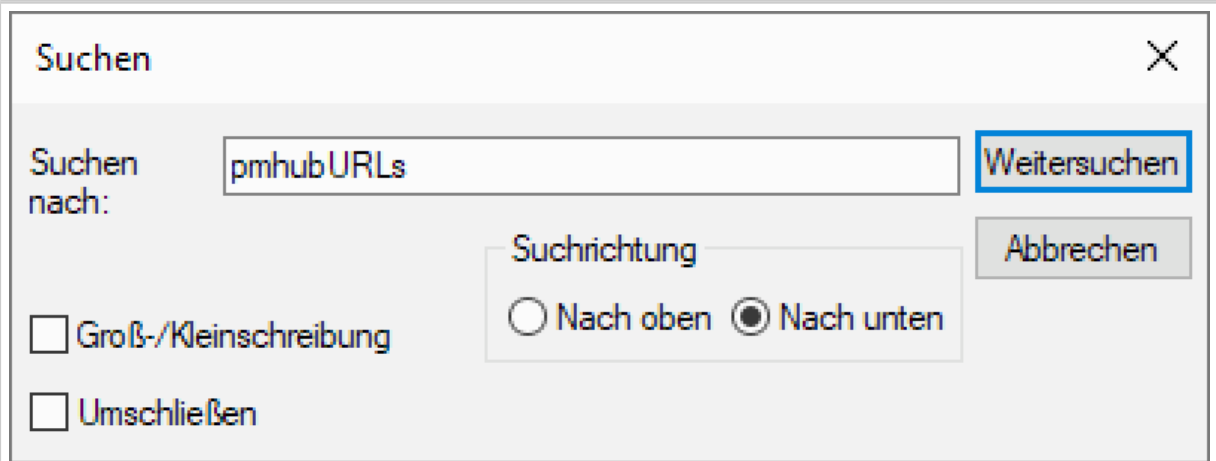 Suchen
Suchen nach:
pmhubURLs
Weitersuchen
Suchrichtung
Abbrechen
Nach oben
Nach unten
Groß-/Kleinschreibung
Umschließen